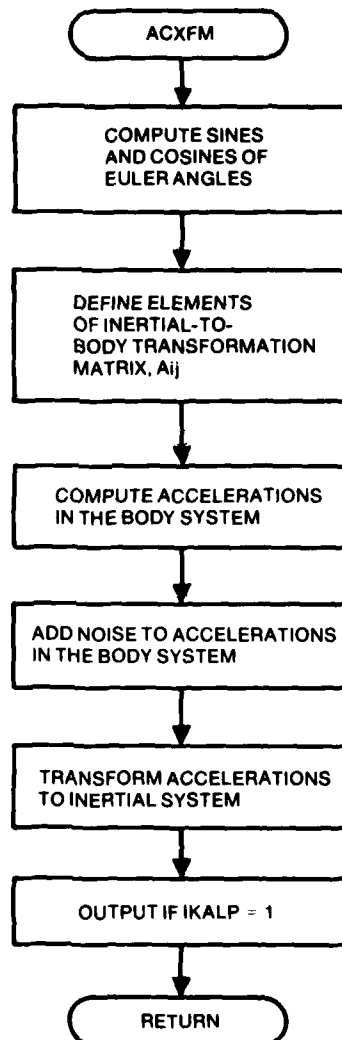 ACXFM
COMPUTE SINES
AND COSINES OF
EULER ANGLES
DEFINE ELEMENTS
OF INERTIAL-TO-
BODY TRANSFORMATION
MATRIX, Aij
COMPUTE ACCELERATIONS
IN THE BODY SYSTEM
ADD NOISE TO ACCELERATIONS
IN THE BODY SYSTEM
TRANSFORM ACCELERATIONS
TO INERTIAL SYSTEM
OUTPUT IF IKALP = 1
RETURN